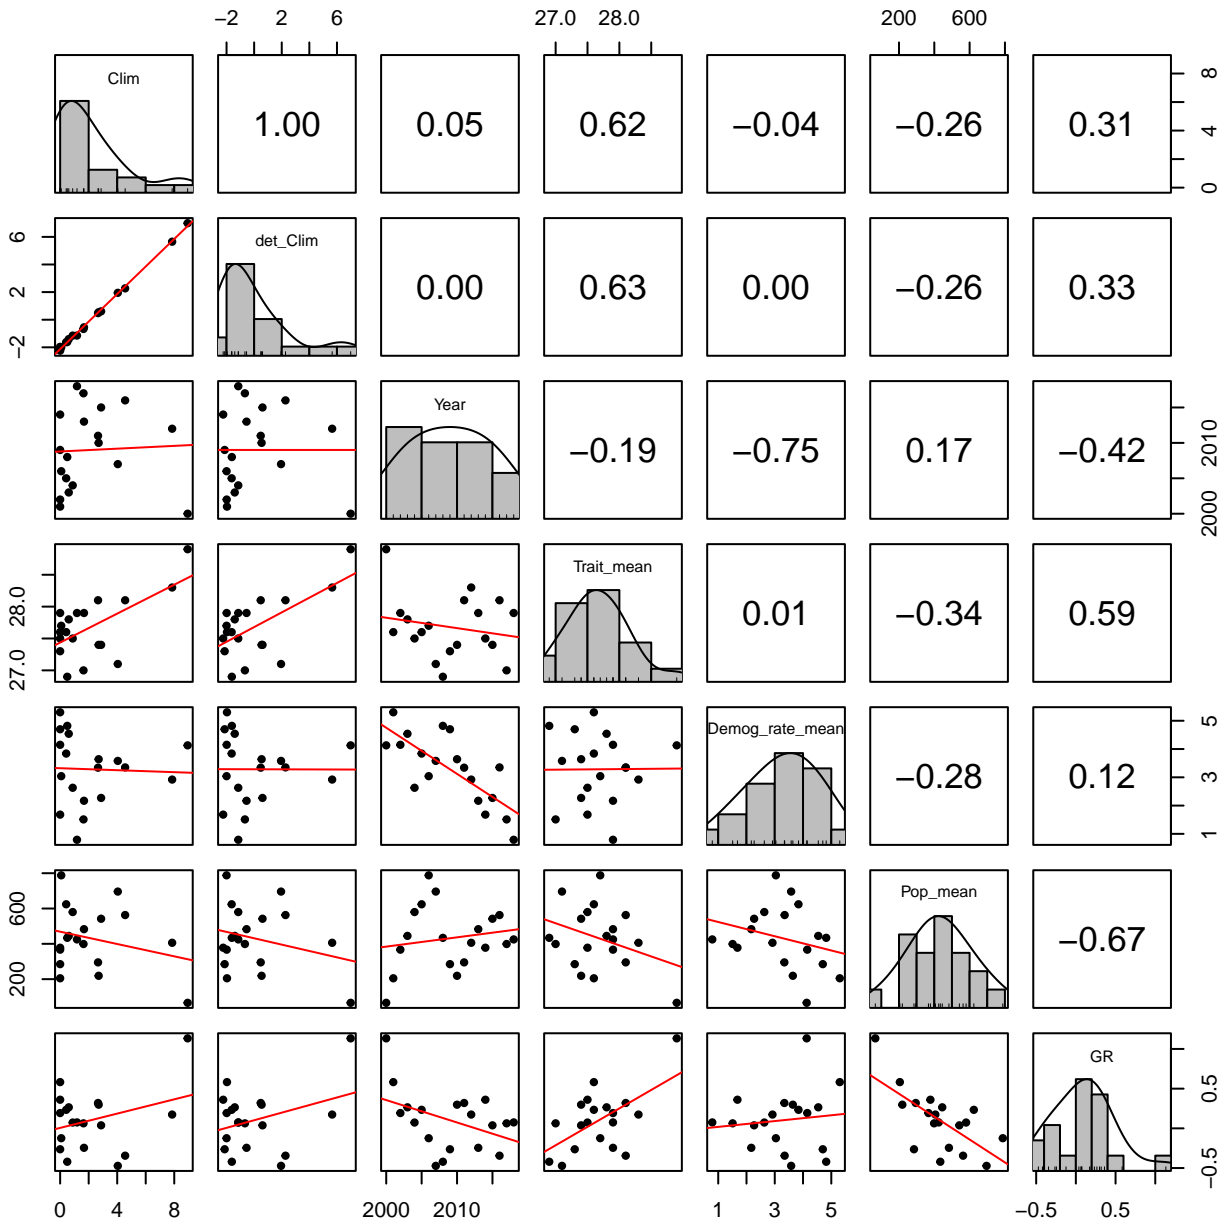 −2 2 6 27.0 28.0 200 600
Clim 1.00 0.05 0.62 −0.04 −0.26 0.31
8
4
0
det_Clim 0.00 0.63 0.00 −0.26 0.33
6
2
−2
Year −0.19 −0.75 0.17 −0.42
2010
2000
Trait_mean 0.01 −0.34 0.59
28.0
27.0
Demog_rate_mean −0.28 0.12
5
3
1
Pop_mean −0.67
600
200
GR
0.5
−0.5
0 4 8 2000 2010 1 3 5 −0.5 0.5